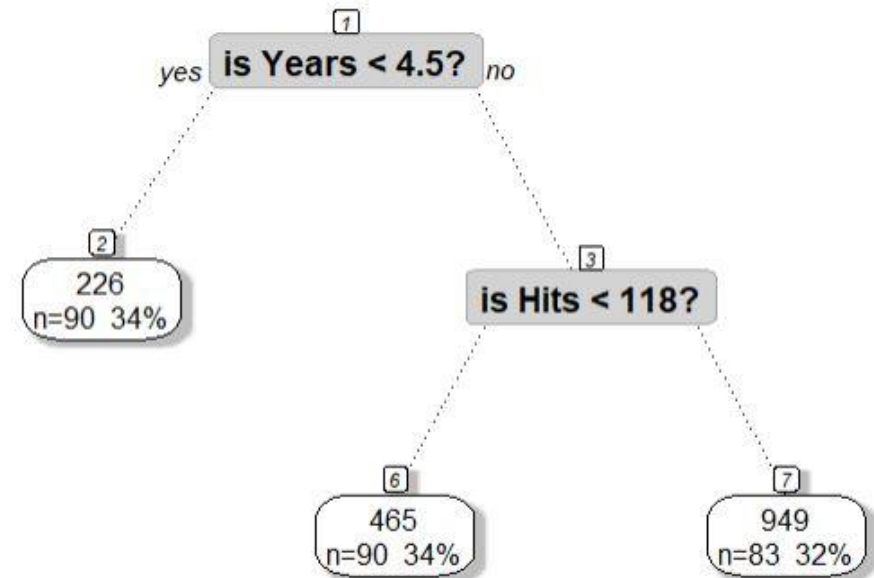 1
yes is Years < 4.5? no
2
226
n=90 34%
3
is Hits < 118?
6
465
n=90 34%
7
949
n=83 32%